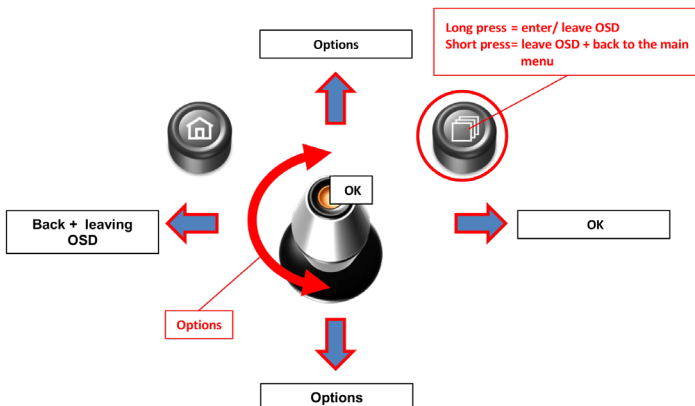 Long press = enter/ leave OSD
Short press= leave OSD + back to the main
menu
Options
OK
Back + leaving
OSD
OK
Options
Options